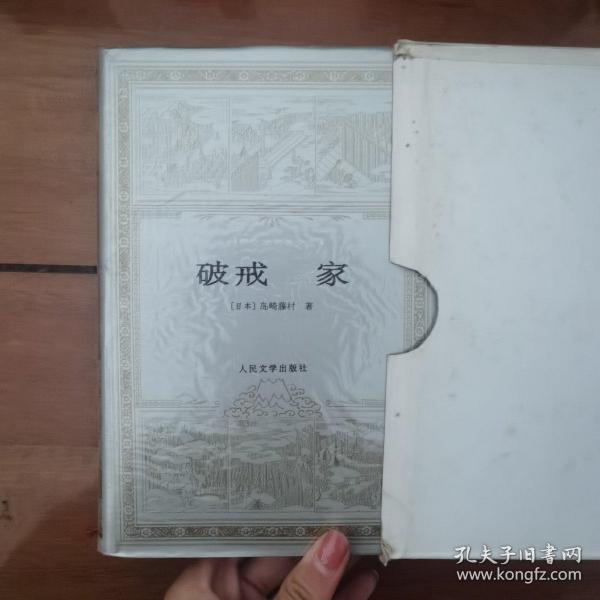 破戒 家
[日本] 岛崎藤村 著
人民文学出版社
孔夫子旧書网
www.kongfz.com